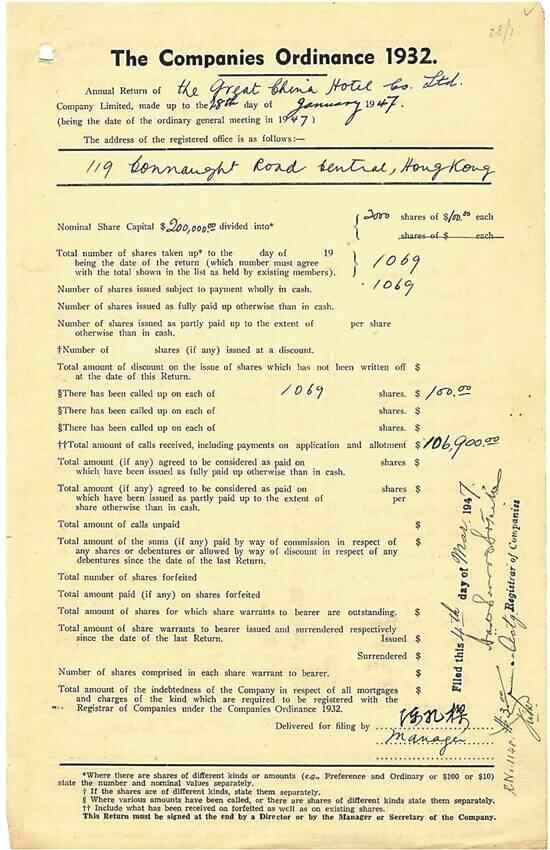 The Companies Ordinance 1932.
Annual Return of the Great China Hotel Co. Ltd.
Company Limited, made up to the 28th day of January 1947.
(being the date of the ordinary general meeting in 1947)
The address of the registered office is as follows:—
119 Connaught Road Central, Hong Kong
Nominal Share Capital $200,000.00 divided into* { 2000 shares of $100.00 each
shares of $ each
Total number of shares taken up* to the day of 19
being the date of the return (which number must agree
with the total shown in the list as held by existing members). } 1069
Number of shares issued subject to payment wholly in cash. 1069
Number of shares issued as fully paid up otherwise than in cash.
Number of shares issued as partly paid up to the extent of per share
otherwise than in cash.
†Number of shares (if any) issued at a discount.
Total amount of discount on the issue of shares which has not been written off $
at the date of this Return.
§There has been called up on each of 1069 shares. $ 100.00
§There has been called up on each of shares. $
§There has been called up on each of shares. $
††Total amount of calls received, including payments on application and allotment $106,900.00
Total amount (if any) agreed to be considered as paid on shares $
which have been issued as fully paid up otherwise than in cash.
Total amount (if any) agreed to be considered as paid on shares $
which have been issued as partly paid up to the extent of per
share otherwise than in cash.
Total amount of calls unpaid $
Total amount of the sums (if any) paid by way of commission in respect of $
any shares or debentures or allowed by way of discount in respect of any
debentures since the date of the last Return.
Total number of shares forfeited
Total amount paid (if any) on shares forfeited $
Total amount of shares for which share warrants to bearer are outstanding. $
Total amount of share warrants to bearer issued and surrendered respectively
since the date of the last Return. Issued $
Surrendered $
Number of shares comprised in each share warrant to bearer. $
Total amount of the indebtedness of the Company in respect of all mortgages $
and charges of the kind which are required to be registered with the
Registrar of Companies under the Companies Ordinance 1932.
Delivered for filing by
Manager
Filed this 4th day of Mar. 1947.
Registrar of Companies
*Where there are shares of different kinds or amounts (e.g., Preference and Ordinary or $100 or $10)
state the number and nominal values separately.
† If the shares are of different kinds, state them separately.
§ Where various amounts have been called, or there are shares of different kinds state them separately.
†† Include what has been received on forfeited as well as on existing shares.
This Return must be signed at the end by a Director or by the Manager or Secretary of the Company.